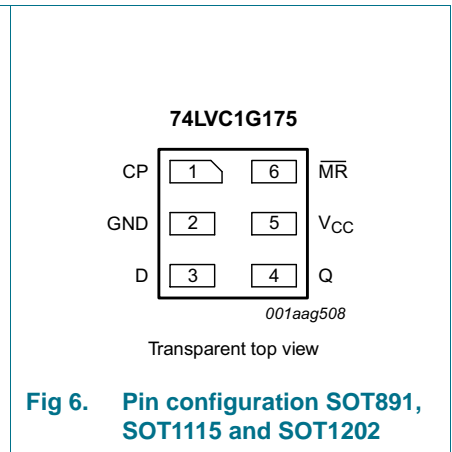 74LVC1G175
CP 1 6 M̅R̅
GND 2 5 VCC
D 3 4 Q
001aag508
Transparent top view
Fig 6. Pin configuration SOT891,
SOT1115 and SOT1202